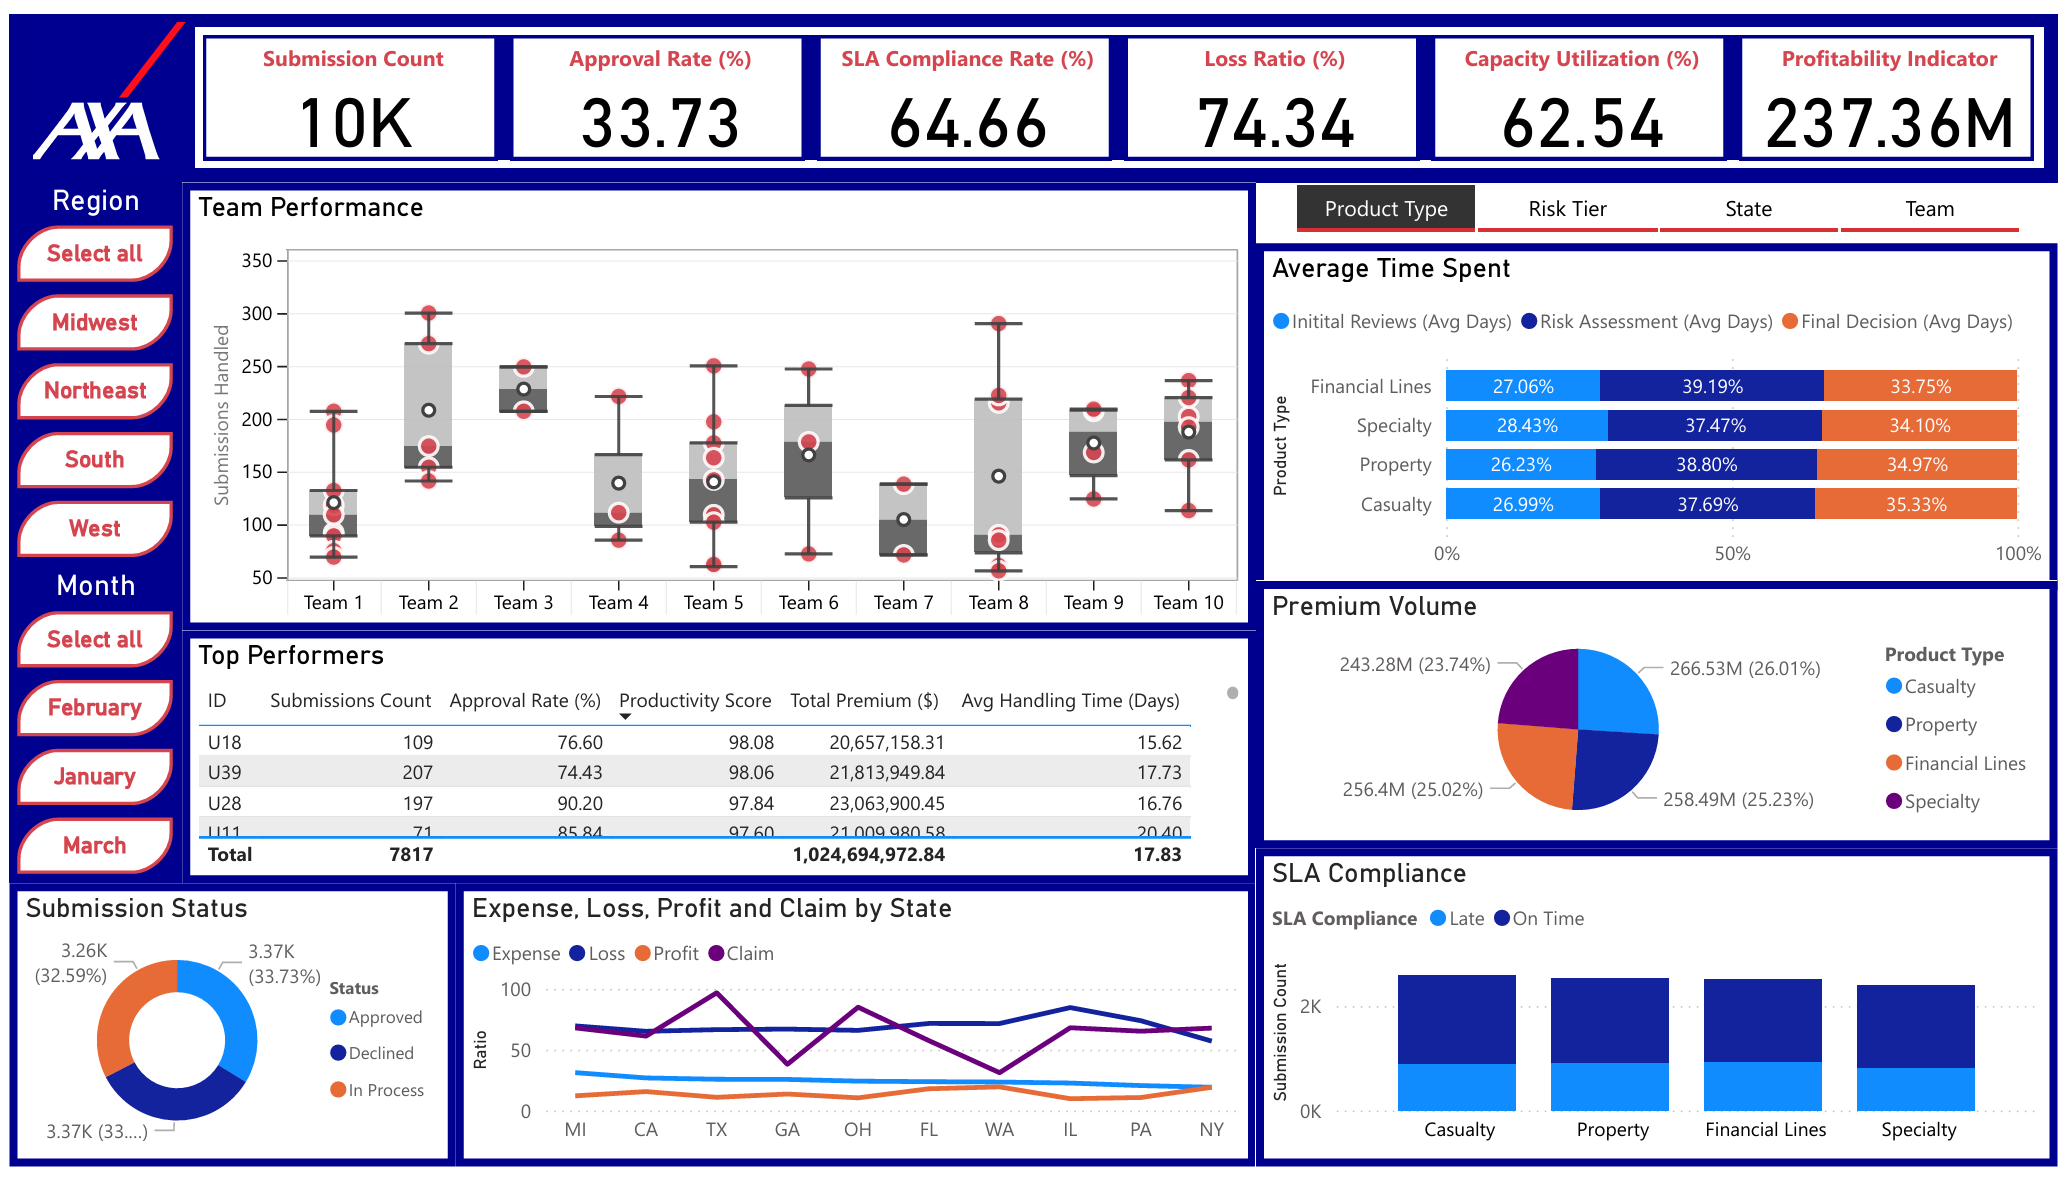 AXA
Submission Count
10K
Approval Rate (%)
33.73
SLA Compliance Rate (%)
64.66
Loss Ratio (%)
74.34
Capacity Utilization (%)
62.54
Profitability Indicator
237.36M
Region
Select all
Midwest
Northeast
South
West
Month
Select all
February
January
March
Team Performance
Submissions Handled
350
300
250
200
150
100
50
Team 1 Team 2 Team 3 Team 4 Team 5 Team 6 Team 7 Team 8 Team 9 Team 10
Product Type Risk Tier State Team
Average Time Spent
Initital Reviews (Avg Days) Risk Assessment (Avg Days) Final Decision (Avg Days)
Product Type
Financial Lines 27.06% 39.19% 33.75%
Specialty 28.43% 37.47% 34.10%
Property 26.23% 38.80% 34.97%
Casualty 26.99% 37.69% 35.33%
0% 50% 100%
Top Performers
ID Submissions Count Approval Rate (%) Productivity Score Total Premium ($) Avg Handling Time (Days)
U18 109 76.60 98.08 20,657,158.31 15.62
U39 207 74.43 98.06 21,813,949.84 17.73
U28 197 90.20 97.84 23,063,900.45 16.76
U11 71 85.84 97.60 21,009,980.58 20.40
Total 7817 1,024,694,972.84 17.83
Premium Volume
243.28M (23.74%)
266.53M (26.01%)
256.4M (25.02%)
258.49M (25.23%)
Product Type
Casualty
Property
Financial Lines
Specialty
Submission Status
3.26K
(32.59%)
3.37K
(33.73%)
3.37K (33....)
Status
Approved
Declined
In Process
Expense, Loss, Profit and Claim by State
Expense Loss Profit Claim
Ratio
100
50
0
MI CA TX GA OH FL WA IL PA NY
SLA Compliance
SLA Compliance Late On Time
Submission Count
2K
0K
Casualty Property Financial Lines Specialty